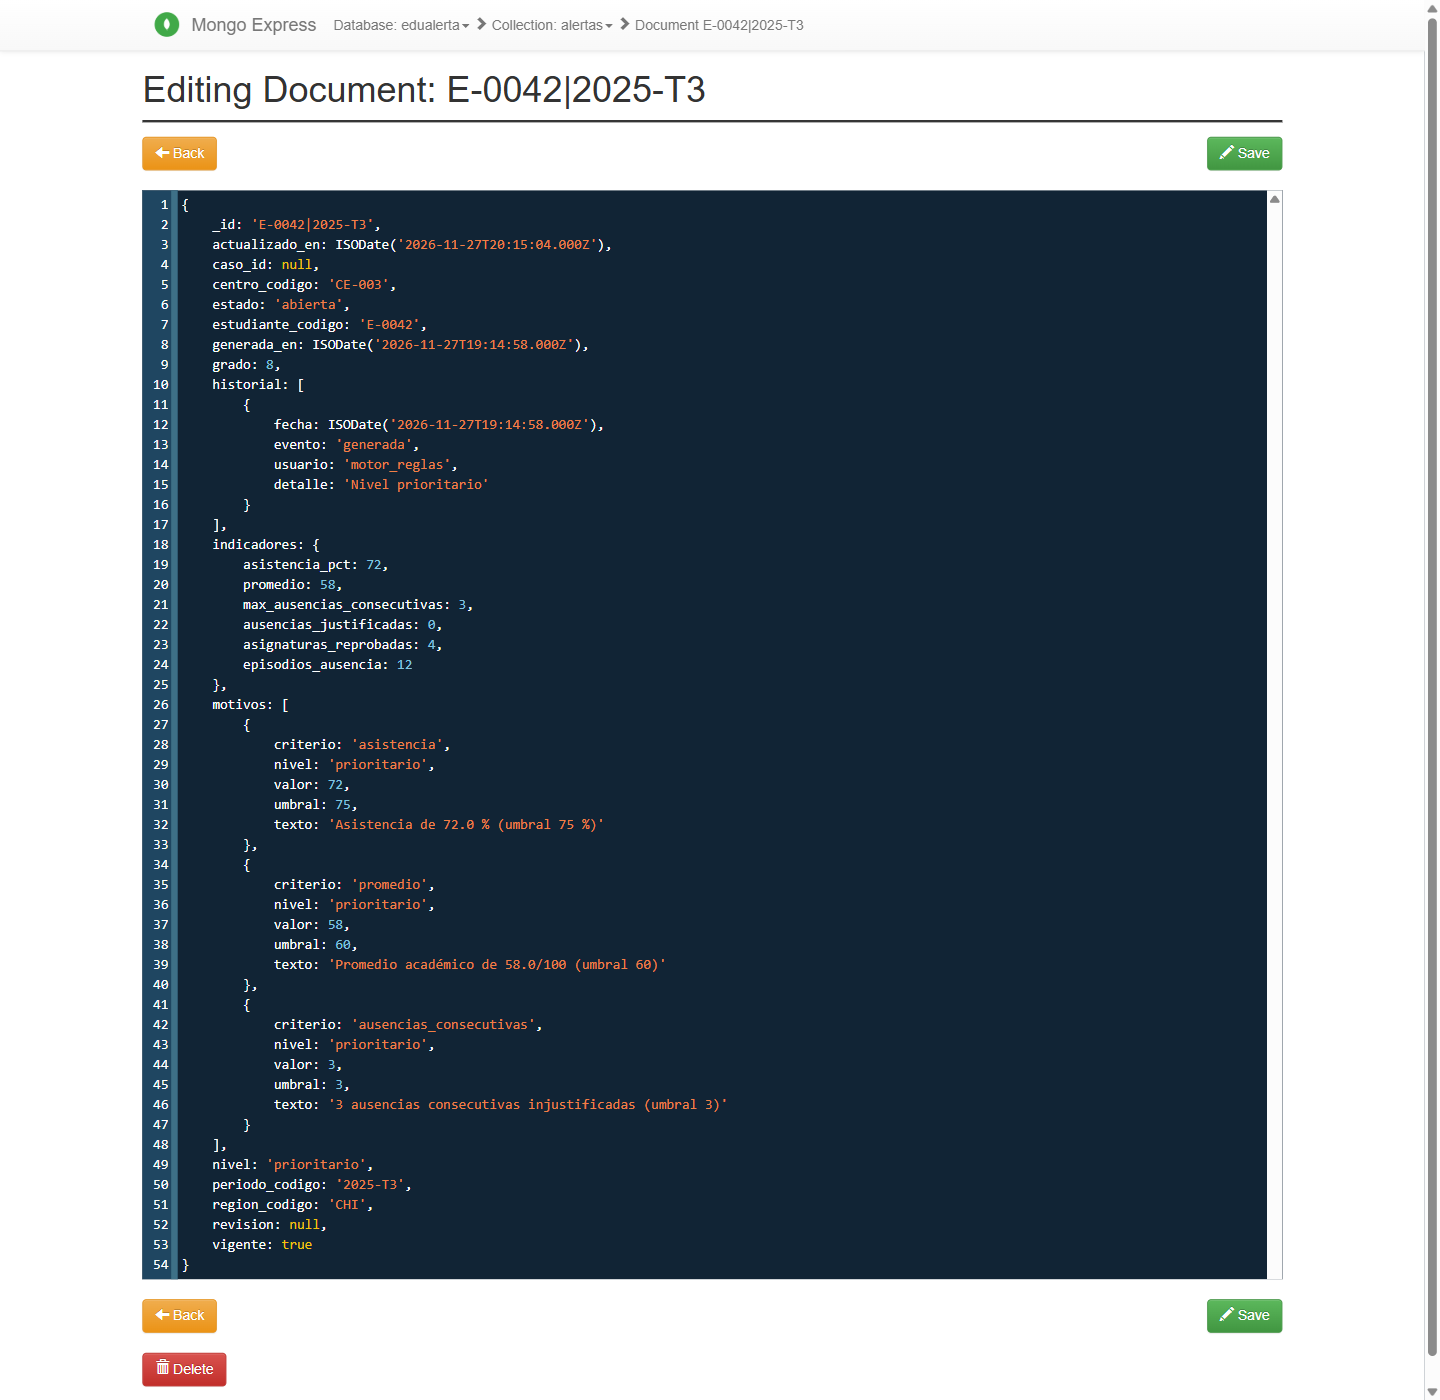 Mongo Express Database: edualerta Collection: alertas Document E-0042|2025-T3
Editing Document: E-0042|2025-T3
Back Save
1 {
2 _id: 'E-0042|2025-T3',
3 actualizado_en: ISODate('2026-11-27T20:15:04.000Z'),
4 caso_id: null,
5 centro_codigo: 'CE-003',
6 estado: 'abierta',
7 estudiante_codigo: 'E-0042',
8 generada_en: ISODate('2026-11-27T19:14:58.000Z'),
9 grado: 8,
10 historial: [
11 {
12 fecha: ISODate('2026-11-27T19:14:58.000Z'),
13 evento: 'generada',
14 usuario: 'motor_reglas',
15 detalle: 'Nivel prioritario'
16 }
17 ],
18 indicadores: {
19 asistencia_pct: 72,
20 promedio: 58,
21 max_ausencias_consecutivas: 3,
22 ausencias_justificadas: 0,
23 asignaturas_reprobadas: 4,
24 episodios_ausencia: 12
25 },
26 motivos: [
27 {
28 criterio: 'asistencia',
29 nivel: 'prioritario',
30 valor: 72,
31 umbral: 75,
32 texto: 'Asistencia de 72.0 % (umbral 75 %)'
33 },
34 {
35 criterio: 'promedio',
36 nivel: 'prioritario',
37 valor: 58,
38 umbral: 60,
39 texto: 'Promedio académico de 58.0/100 (umbral 60)'
40 },
41 {
42 criterio: 'ausencias_consecutivas',
43 nivel: 'prioritario',
44 valor: 3,
45 umbral: 3,
46 texto: '3 ausencias consecutivas injustificadas (umbral 3)'
47 }
48 ],
49 nivel: 'prioritario',
50 periodo_codigo: '2025-T3',
51 region_codigo: 'CHI',
52 revision: null,
53 vigente: true
54 }
Back Save
Delete